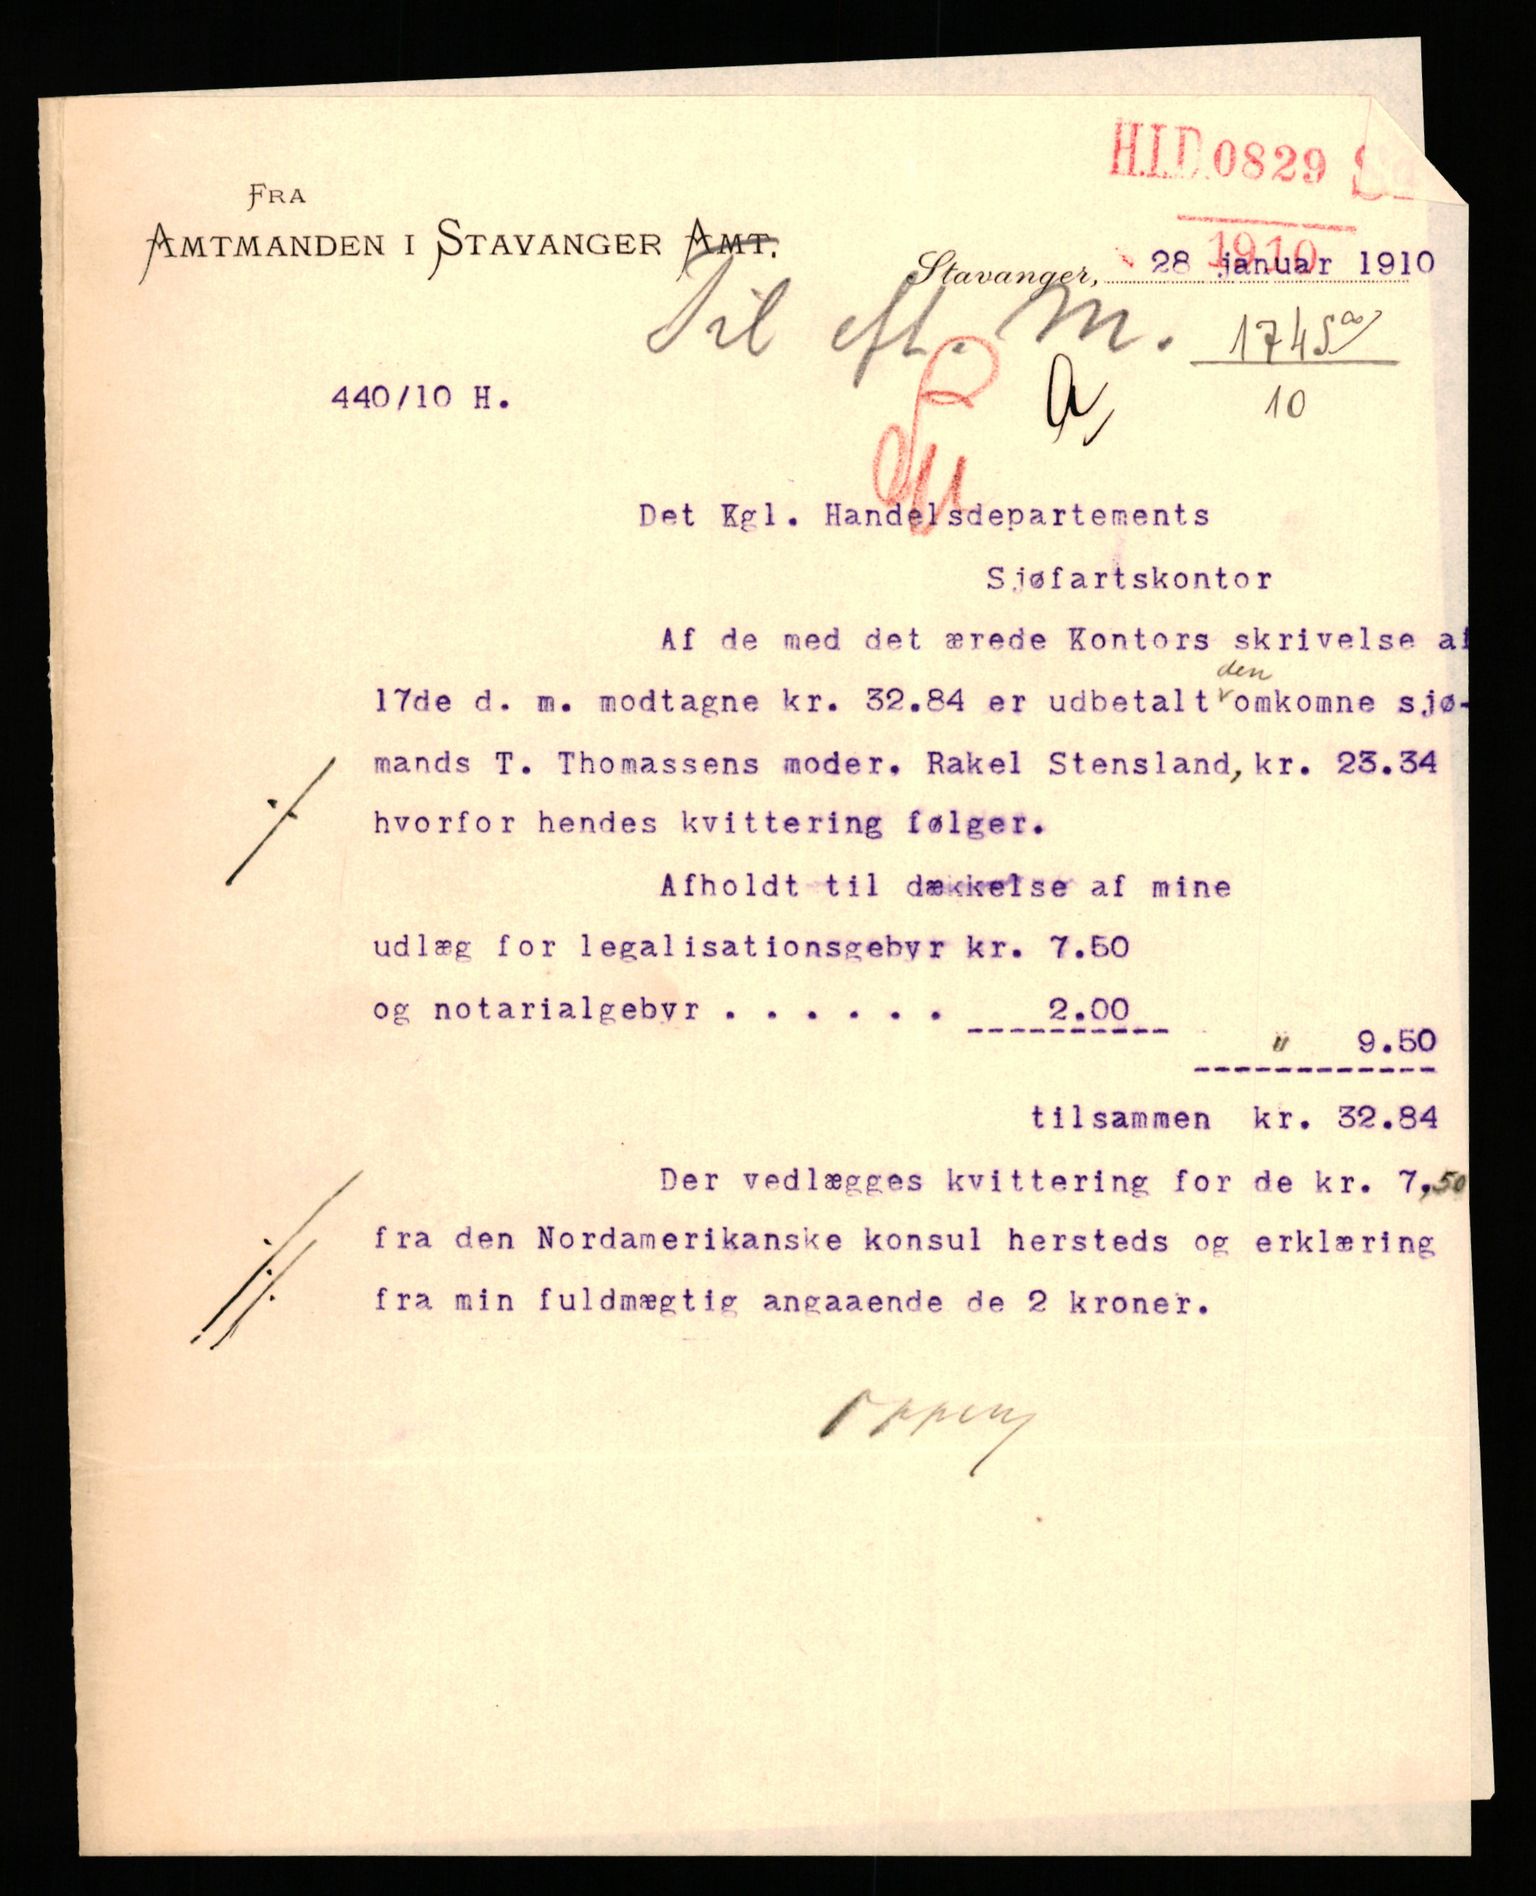 H.I.D. 0829
1910
FRA
AMTMANDEN I STAVANGER AMT.
Stavanger, 28 januar 1910
Til eft. M.
1745
10
440/10 H.
Det Kgl. Handelsdepartements
Sjøfartskontor
Af de med det ærede Kontors skrivelse af
den
17de d. m. modtagne kr. 32.84 er udbetalt omkomne sjø-
mands T. Thomassens moder. Rakel Stensland, kr. 23.34
hvorfor hendes kvittering følger.
Afholdt til dækkelse af mine
udlæg for legalisationsgebyr kr. 7.50
og notarialgebyr . . . . . . 2.00
" 9.50
tilsammen kr. 32.84
Der vedlægges kvittering for de kr. 7,50
fra den Nordamerikanske konsul hersteds og erklæring
fra min fuldmægtig angaaende de 2 kroner.